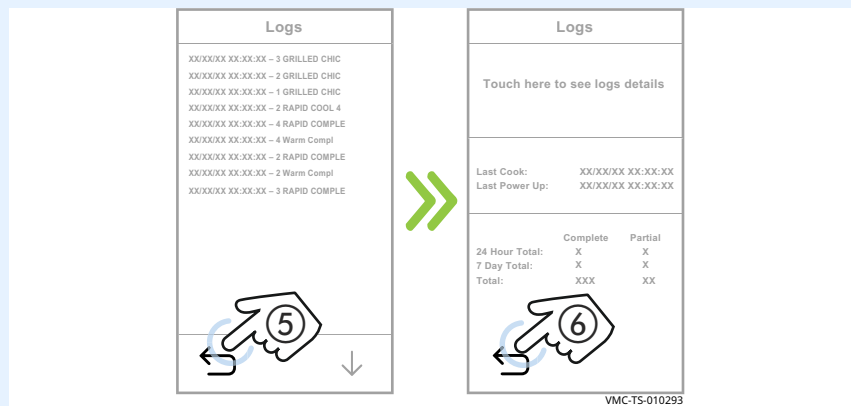 Logs
XX/XX/XX XX:XX:XX – 3 GRILLED CHIC
XX/XX/XX XX:XX:XX – 2 GRILLED CHIC
XX/XX/XX XX:XX:XX – 1 GRILLED CHIC
XX/XX/XX XX:XX:XX – 2 RAPID COOL 4
XX/XX/XX XX:XX:XX – 4 RAPID COMPLE
XX/XX/XX XX:XX:XX – 4 Warm Compl
XX/XX/XX XX:XX:XX – 2 RAPID COMPLE
XX/XX/XX XX:XX:XX – 2 Warm Compl
XX/XX/XX XX:XX:XX – 3 RAPID COMPLE
5
Logs
Touch here to see logs details
Last Cook: XX/XX/XX XX:XX:XX
Last Power Up: XX/XX/XX XX:XX:XX
Complete Partial
24 Hour Total: X X
7 Day Total: X X
Total: XXX XX
6
VMC-TS-010293